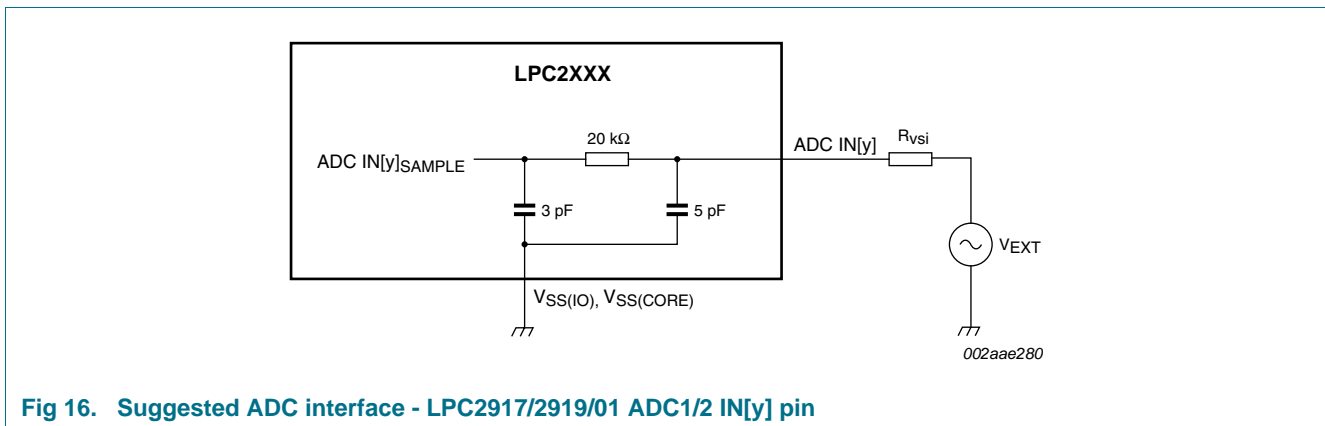 LPC2XXX
20 kΩ
ADC IN[y]
Rvsi
ADC IN[y]SAMPLE
3 pF
5 pF
VEXT
VSS(IO), VSS(CORE)
002aae280
Fig 16. Suggested ADC interface - LPC2917/2919/01 ADC1/2 IN[y] pin